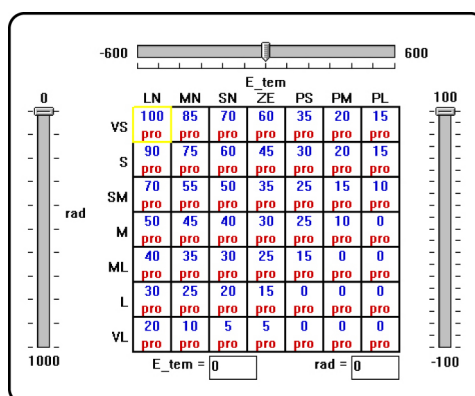 -600 600
E_tem
0 LN MN SN ZE PS PM PL 100
VS 100 85 70 60 35 20 15
pro pro pro pro pro pro pro
S 90 75 60 45 30 20 15
pro pro pro pro pro pro pro
SM 70 55 50 35 25 15 10
pro pro pro pro pro pro pro
rad
M 50 45 40 30 25 10 0
pro pro pro pro pro pro pro
ML 40 35 30 25 15 0 0
pro pro pro pro pro pro pro
L 30 25 20 15 0 0 0
pro pro pro pro pro pro pro
VL 20 10 5 5 0 0 0
pro pro pro pro pro pro pro
1000 -100
E_tem = 0 rad = 0